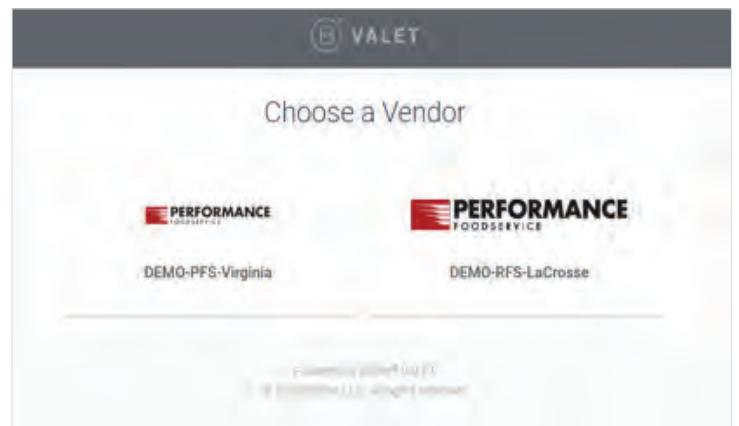 VALET
Choose a Vendor
PERFORMANCE
FOODSERVICE
PERFORMANCE
FOODSERVICE
DEMO-PFS-Virginia
DEMO-RFS-LaCrosse